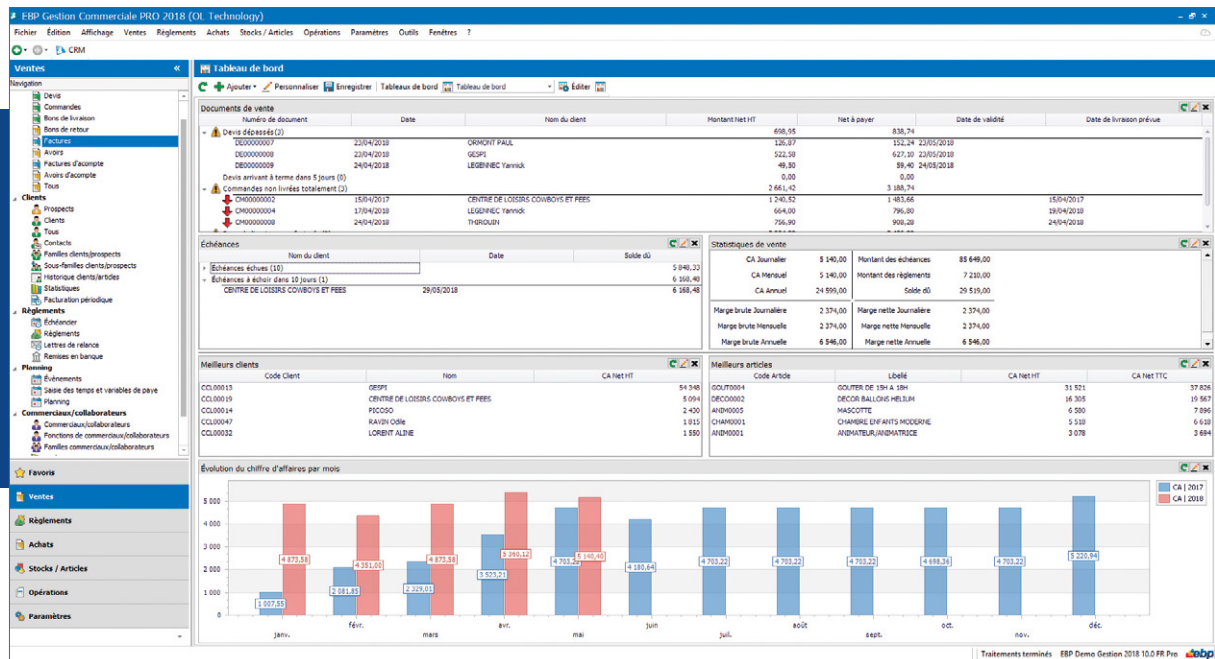 EBP Gestion Commerciale PRO 2018 (OL Technology)
Fichier Édition Affichage Ventes Règlements Achats Stocks / Articles Opérations Paramètres Outils Fenêtres ?
CRM
Ventes «
Navigation
Devis
Commandes
Bons de livraison
Bons de retour
Factures
Avoirs
Factures d'acompte
Avoirs d'acompte
Tous
Clients
Prospects
Clients
Tous
Contacts
Familles clients/prospects
Sous-familles clients/prospects
Historique clients/articles
Statistiques
Facturation périodique
Règlements
Échéancier
Règlements
Lettres de relance
Remises en banque
Planning
Évènements
Saisie des temps et variables de paye
Planning
Commerciaux/collaborateurs
Commerciaux/collaborateurs
Fonctions de commerciaux/collaborateurs
Familles commerciaux/collaborateurs
Favoris
Ventes
Règlements
Achats
Stocks / Articles
Opérations
Paramètres
Tableau de bord
Ajouter Personnaliser Enregistrer Tableaux de bord Tableau de bord Éditer
Documents de vente
Numéro de document Date Nom du client Montant Net HT Net à payer Date de validité Date de livraison prévue
Devis dépassés (3) 698,95 838,74
DE00000007 23/04/2018 ORMONT PAUL 126,87 152,24 23/05/2018
DE00000008 23/04/2018 GESPI 522,58 627,10 23/05/2018
DE00000009 24/04/2018 LEGENNEC Yannick 49,50 59,40 24/05/2018
Devis arrivant à terme dans 5 jours (0) 0,00 0,00
Commandes non livrées totalement (3) 2 661,42 3 188,74
CM00000002 15/04/2017 CENTRE DE LOISIRS COWBOYS ET FEES 1 240,52 1 483,66 15/04/2017
CM00000004 17/04/2018 LEGENNEC Yannick 664,00 796,80 19/04/2018
CM00000008 24/04/2018 THIROUIN 756,90 908,28 24/04/2018
Échéances
Nom du client Date Solde dû
Échéances échues (10) 5 848,33
Échéances à échoir dans 10 jours (1) 6 168,48
CENTRE DE LOISIRS COWBOYS ET FEES 29/05/2018 6 168,48
Statistiques de vente
CA Journalier 5 140,00 Montant des échéances 85 649,00
CA Mensuel 5 140,00 Montant des règlements 7 210,00
CA Annuel 24 599,00 Solde dû 29 519,00
Marge brute Journalière 2 374,00 Marge nette Journalière 2 374,00
Marge brute Mensuelle 2 374,00 Marge nette Mensuelle 2 374,00
Marge brute Annuelle 6 546,00 Marge nette Annuelle 6 546,00
Meilleurs clients
Code Client Nom CA Net HT
CCL00013 GESPI 54 348
CCL00019 CENTRE DE LOISIRS COWBOYS ET FEES 5 094
CCL00014 PICOSO 2 430
CCL00047 RAVIN Odile 1 815
CCL00032 LORENT ALINE 1 550
Meilleurs articles
Code Article Libellé CA Net HT CA Net TTC
GOUT0004 GOUTER DE 15H A 18H 31 521 37 826
DECO0002 DECOR BALLONS HELIUM 16 305 19 567
ANIM0005 MASCOTTE 6 580 7 896
CHAM0001 CHAMBRE ENFANTS MODERNE 5 518 6 618
ANIM0001 ANIMATEUR/ANIMATRICE 3 078 3 694
Évolution du chiffre d'affaires par mois
CA | 2017
CA | 2018
5 000
4 000
3 000
2 000
1 000
0
1 007,55 4 873,58 2 081,85 4 351,00 2 329,01 4 873,58 3 523,21 5 360,12 4 703,22 5 140,40 4 180,64 4 703,22 4 703,22 4 703,22 4 698,36 4 703,22 5 220,94
janv. févr. mars avr. mai juin juil. août sept. oct. nov. déc.
Traitements terminés EBP Demo Gestion 2018 10.0 FR Pro ebp